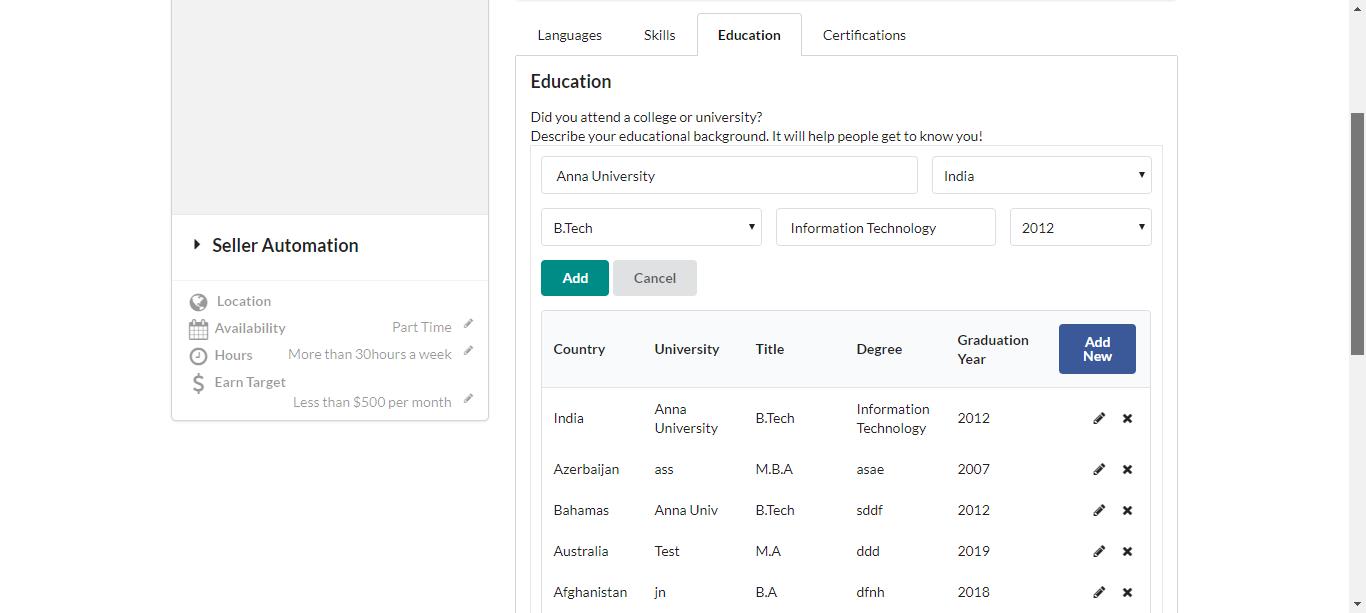 Languages Skills Education Certifications
Education
Did you attend a college or university?
Describe your educational background. It will help people get to know you!
Anna University India
B.Tech Information Technology 2012
Add Cancel
Country University Title Degree Graduation Year Add New
India Anna University B.Tech Information Technology 2012
Azerbaijan ass M.B.A asae 2007
Bahamas Anna Univ B.Tech sddf 2012
Australia Test M.A ddd 2019
Afghanistan jn B.A dfnh 2018
Seller Automation
Location
Availability Part Time
Hours More than 30hours a week
Earn Target
Less than $500 per month